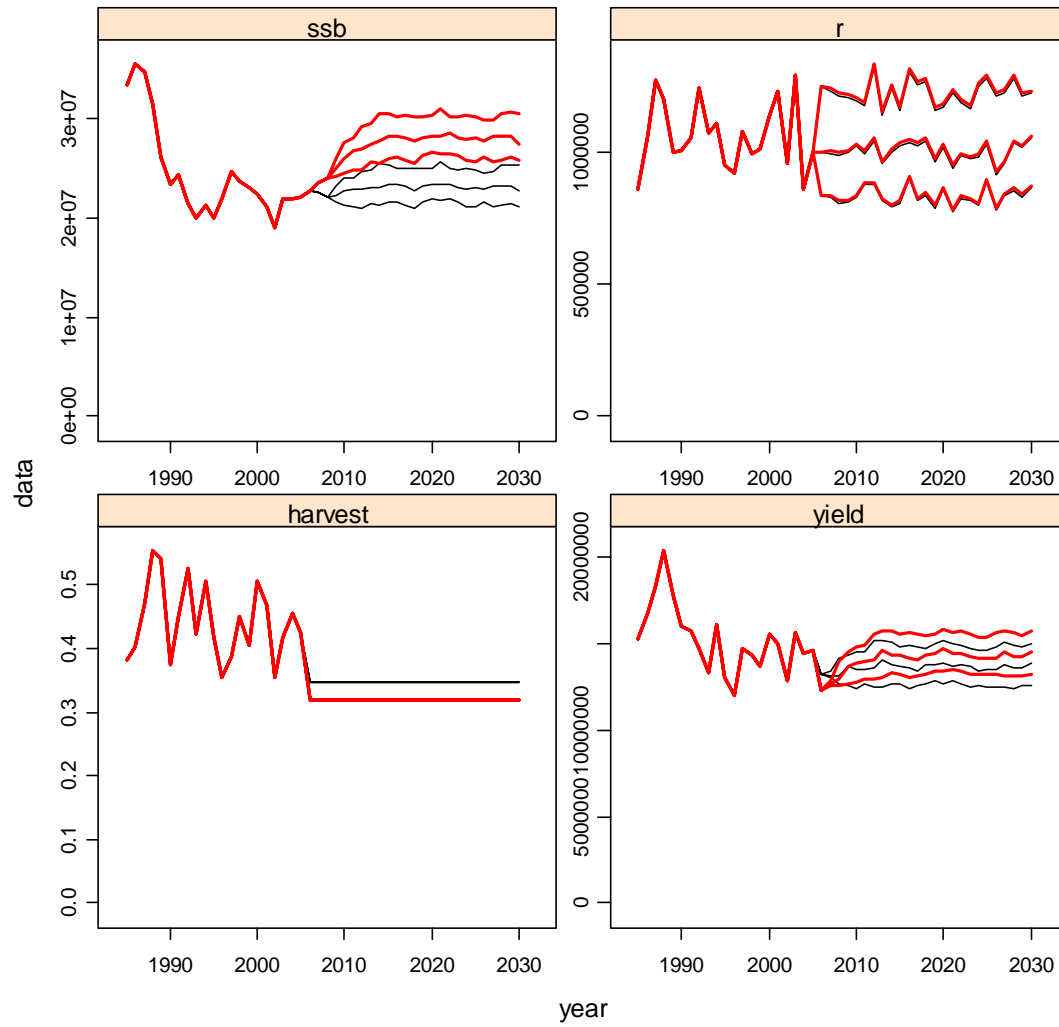 ssb
r
data
0e+00 1e+07 2e+07 3e+07
0 500000 1000000
1990 2000 2010 2020 2030
1990 2000 2010 2020 2030
harvest
yield
0.0 0.1 0.2 0.3 0.4 0.5
0 5000000 10000000 20000000
1990 2000 2010 2020 2030
1990 2000 2010 2020 2030
year